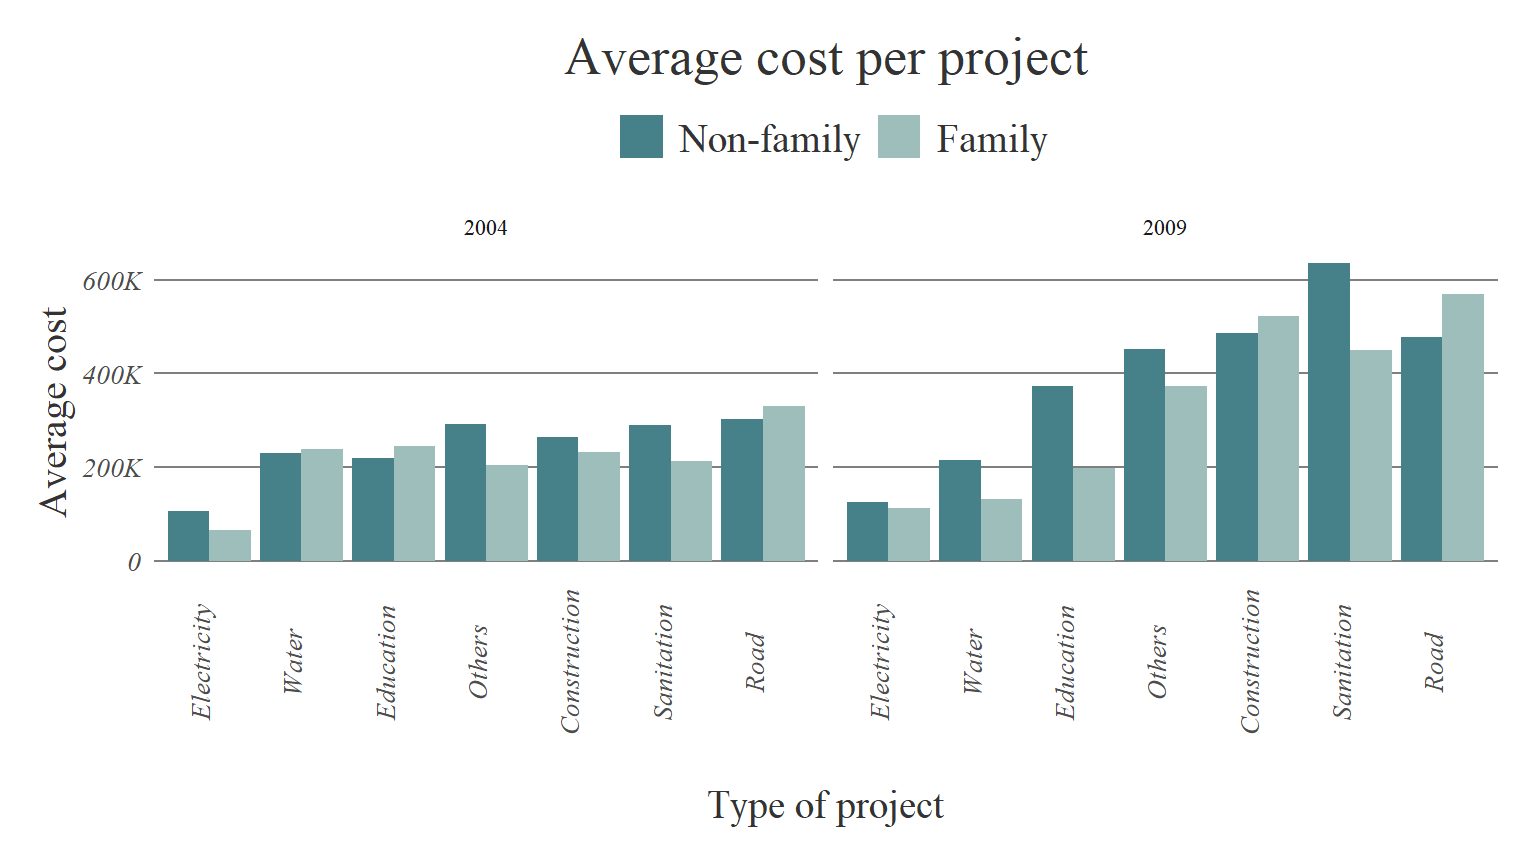 Average cost per project
Non-family Family
2004 2009
Average cost
600K
400K
200K
0
Electricity Water Education Others Construction Sanitation Road Electricity Water Education Others Construction Sanitation Road
Type of project